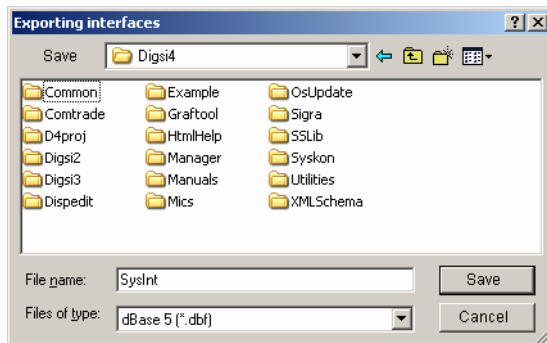 Exporting interfaces
Save Digsi4
Common Example OsUpdate
Comtrade Graftool Sigra
D4proj HtmlHelp SSLib
Digsi2 Manager Syskon
Digsi3 Manuals Utilities
Dispedit Mics XMLSchema
File name: SysInt Save
Files of type: dBase 5 (*.dbf) Cancel